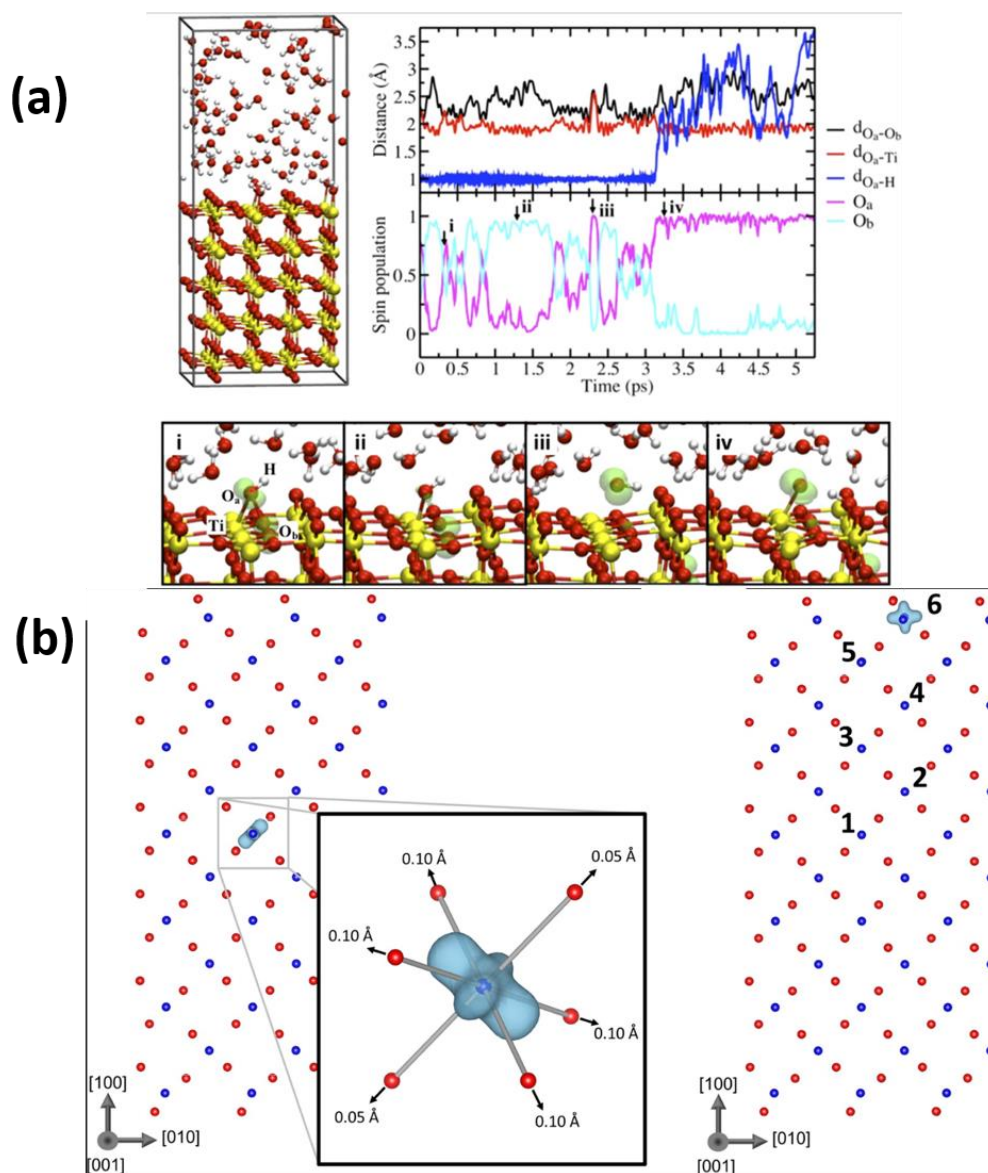 (a)
3.5
3
2.5
2
1.5
1
Distance (Å)
1
0.5
0
Spin population
i
ii
iii
iv
0 0.5 1 1.5 2 2.5 3 3.5 4 4.5 5
Time (ps)
dOa-Ob
dOa-Ti
dOa-H
Oa
Ob
i
H
Oa
Ti
Ob
ii
iii
iv
(b)
0.10 Å
0.05 Å
0.10 Å
0.10 Å
0.05 Å
0.10 Å
[100]
[010]
[001]
6
5
4
3
2
1
[100]
[010]
[001]